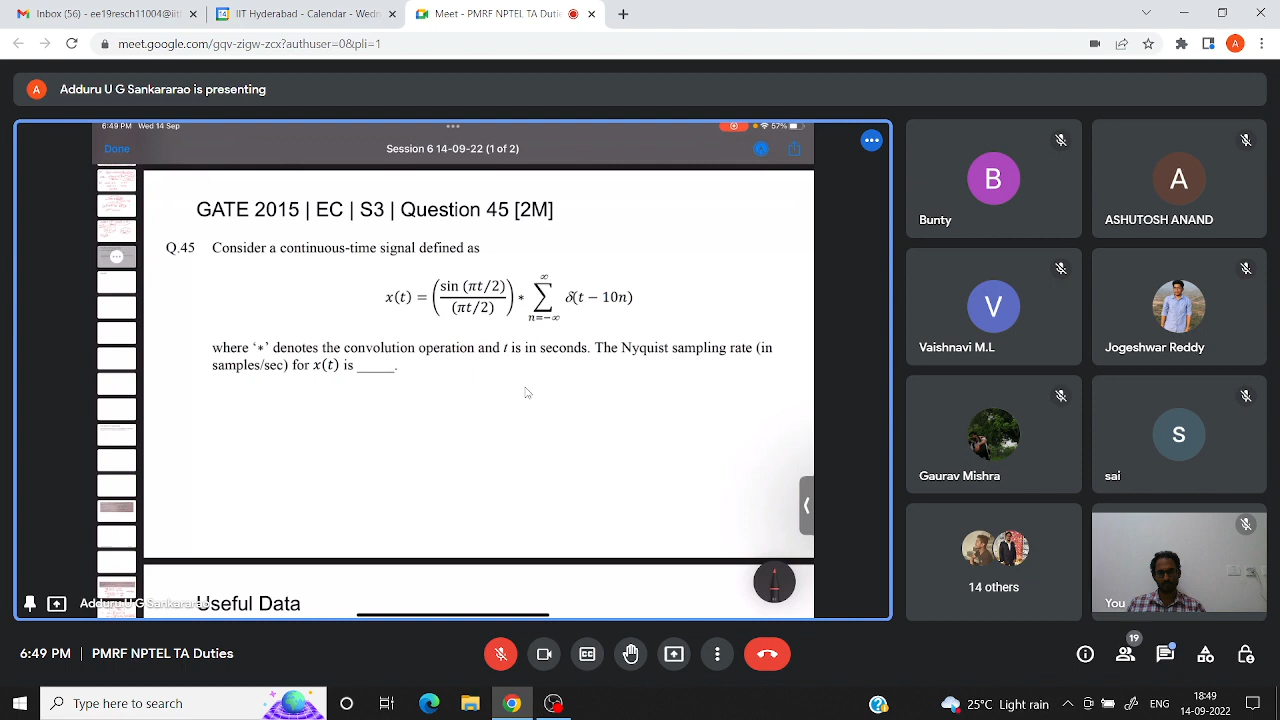 Inbox (56) - ee19resch11004@iitl
IIT Hyderabad - Calendar - Wedn
Meet - PMRF NPTEL TA Dutie
meet.google.com/gqv-zigw-zcx?authuser=0&pli=1
A
A
Adduru U G Sankararao is presenting
6:49 PM Wed 14 Sep
57%
Done
Session 6 14-09-22 (1 of 2)
GATE 2015 | EC | S3 | Question 45 [2M]
Q.45 Consider a continuous-time signal defined as
x(t) = (sin (πt/2) / (πt/2)) * ∑_{n=−∞}^{∞} δ(t − 10n)
where ‘*’ denotes the convolution operation and t is in seconds. The Nyquist sampling rate (in
samples/sec) for x(t) is _____.
Useful Data
Adduru U G Sankararao
B
Bunty
A
ASHUTOSH ANAND
V
Vaishnavi M.L
Jogeshwar Reddy
Gaurav Mishra
S
sai
14 others
You
6:49 PM | PMRF NPTEL TA Duties
19
Type here to search
25°C Light rain
ENG
18:49
14-09-2022